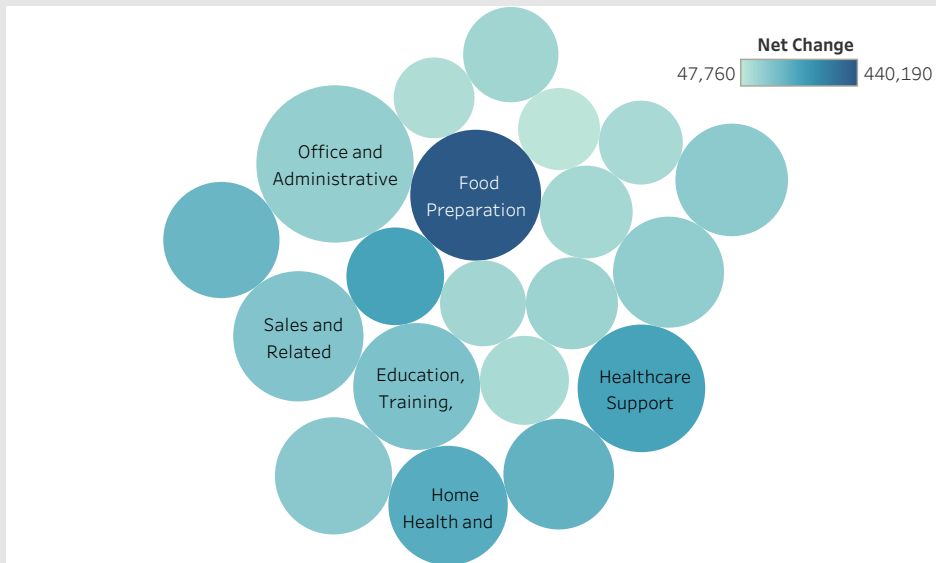 Net Change
47,760
440,190
Office and
Administrative
Food
Preparation
Sales and
Related
Education,
Training,
Healthcare
Support
Home
Health and